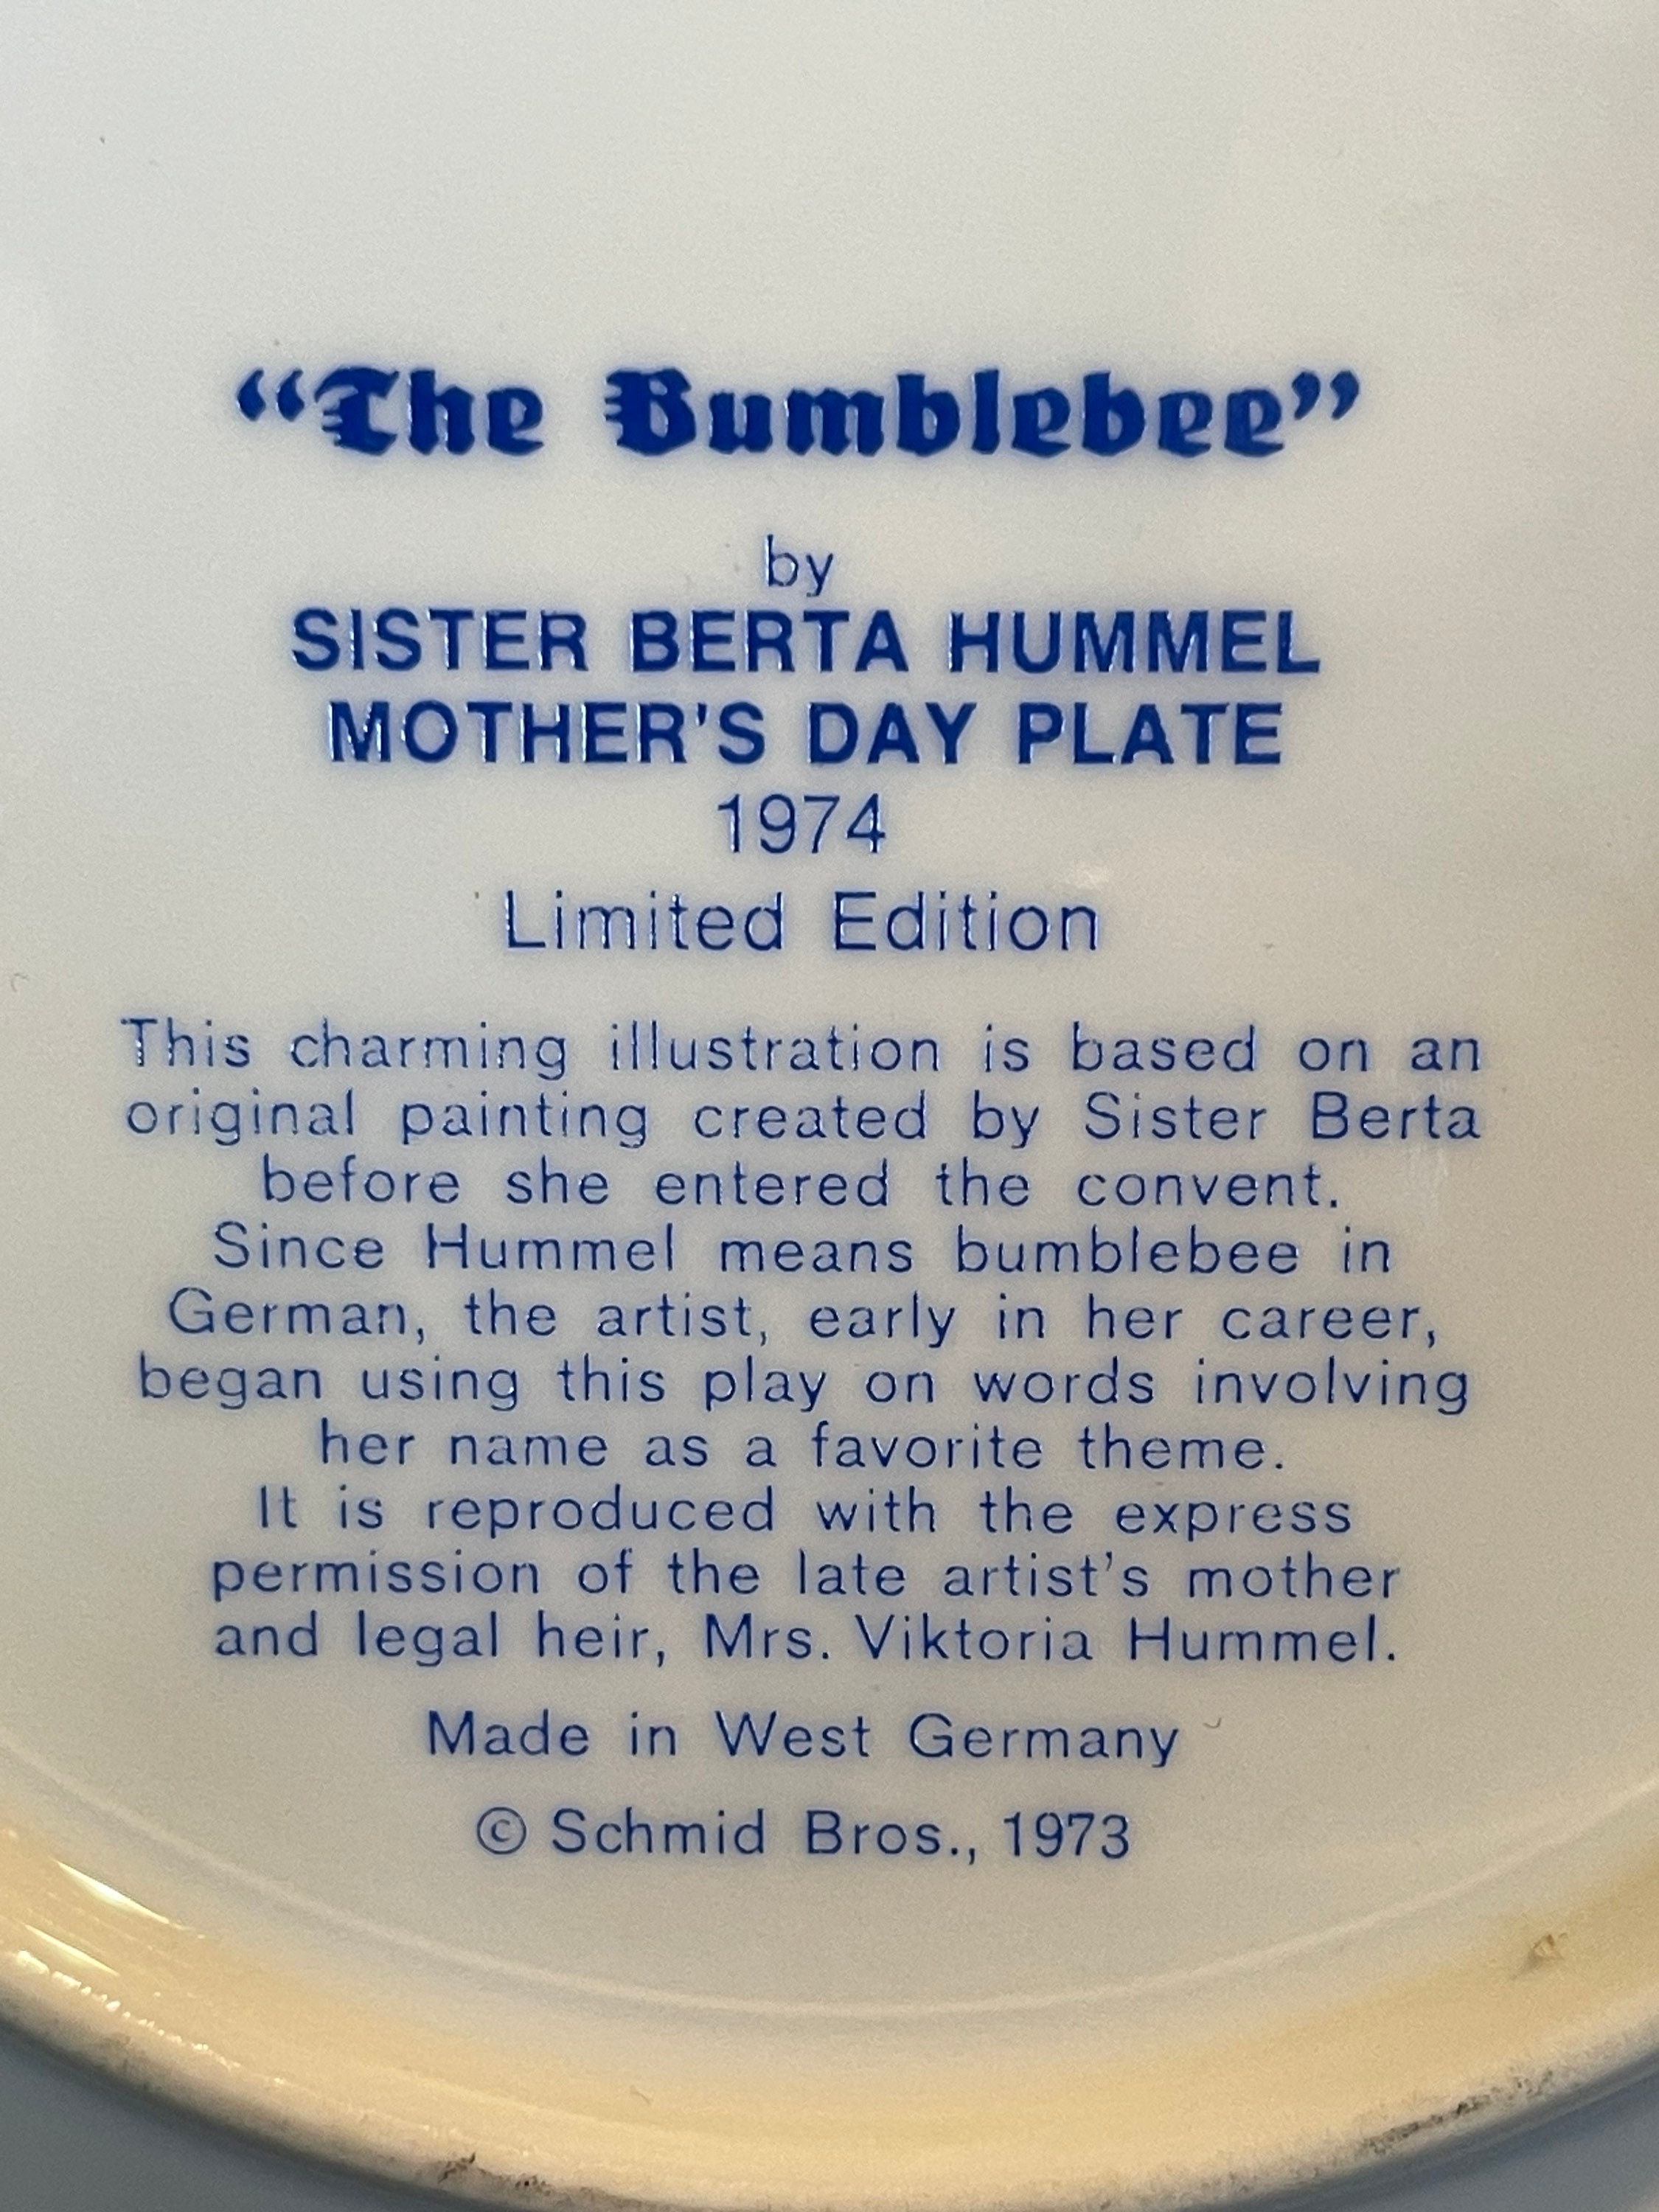 “The Bumblebee”
by
SISTER BERTA HUMMEL
MOTHER'S DAY PLATE
1974
Limited Edition
This charming illustration is based on an
original painting created by Sister Berta
before she entered the convent.
Since Hummel means bumblebee in
German, the artist, early in her career,
began using this play on words involving
her name as a favorite theme.
It is reproduced with the express
permission of the late artist's mother
and legal heir, Mrs. Viktoria Hummel.
Made in West Germany
© Schmid Bros., 1973